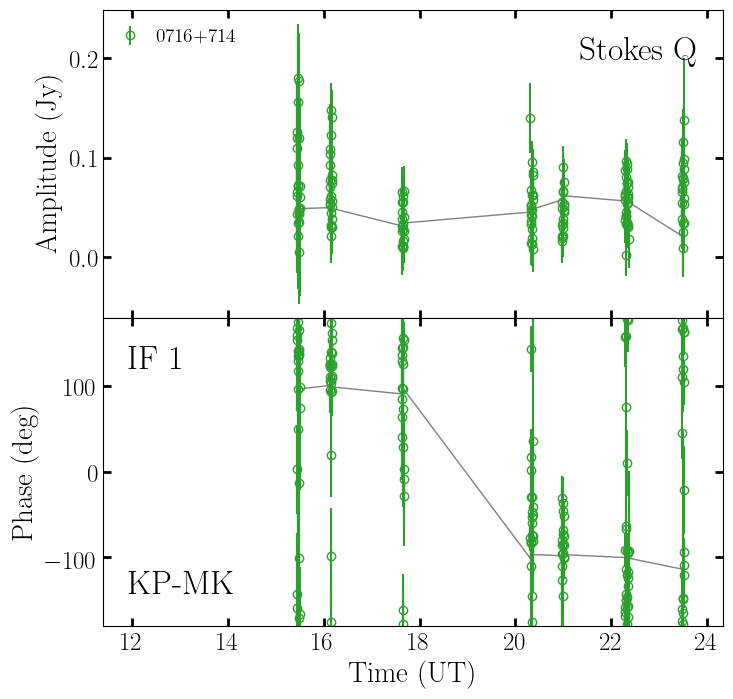 0716+714
Stokes Q
0.2
0.1
0.0
Amplitude (Jy)
IF 1
100
0
−100
Phase (deg)
KP-MK
12 14 16 18 20 22 24
Time (UT)